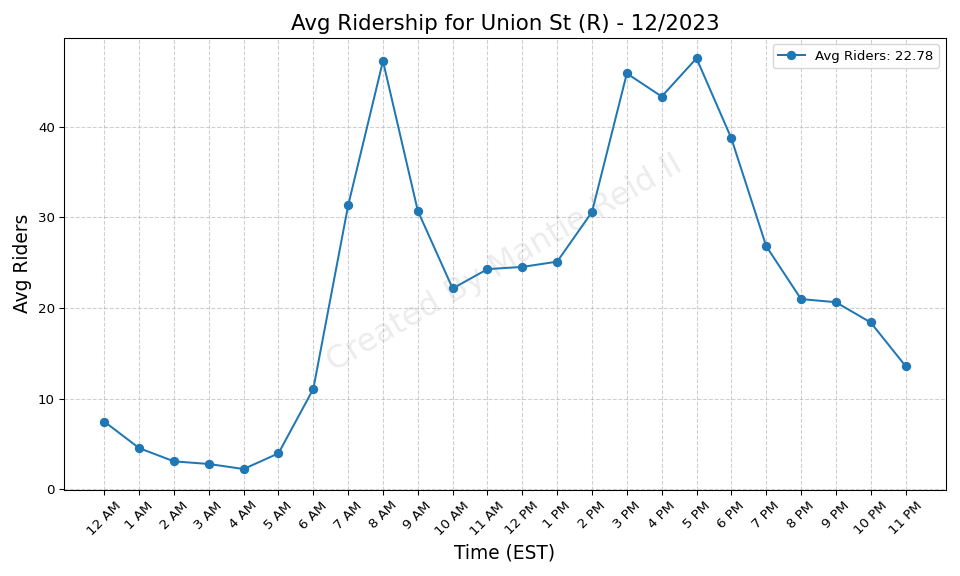 Avg Ridership for Union St (R) - 12/2023
Avg Riders: 22.78
Avg Riders
40
30
20
10
0
Created By Mantie Reid II
12 AM
1 AM
2 AM
3 AM
4 AM
5 AM
6 AM
7 AM
8 AM
9 AM
10 AM
11 AM
12 PM
1 PM
2 PM
3 PM
4 PM
5 PM
6 PM
7 PM
8 PM
9 PM
10 PM
11 PM
Time (EST)